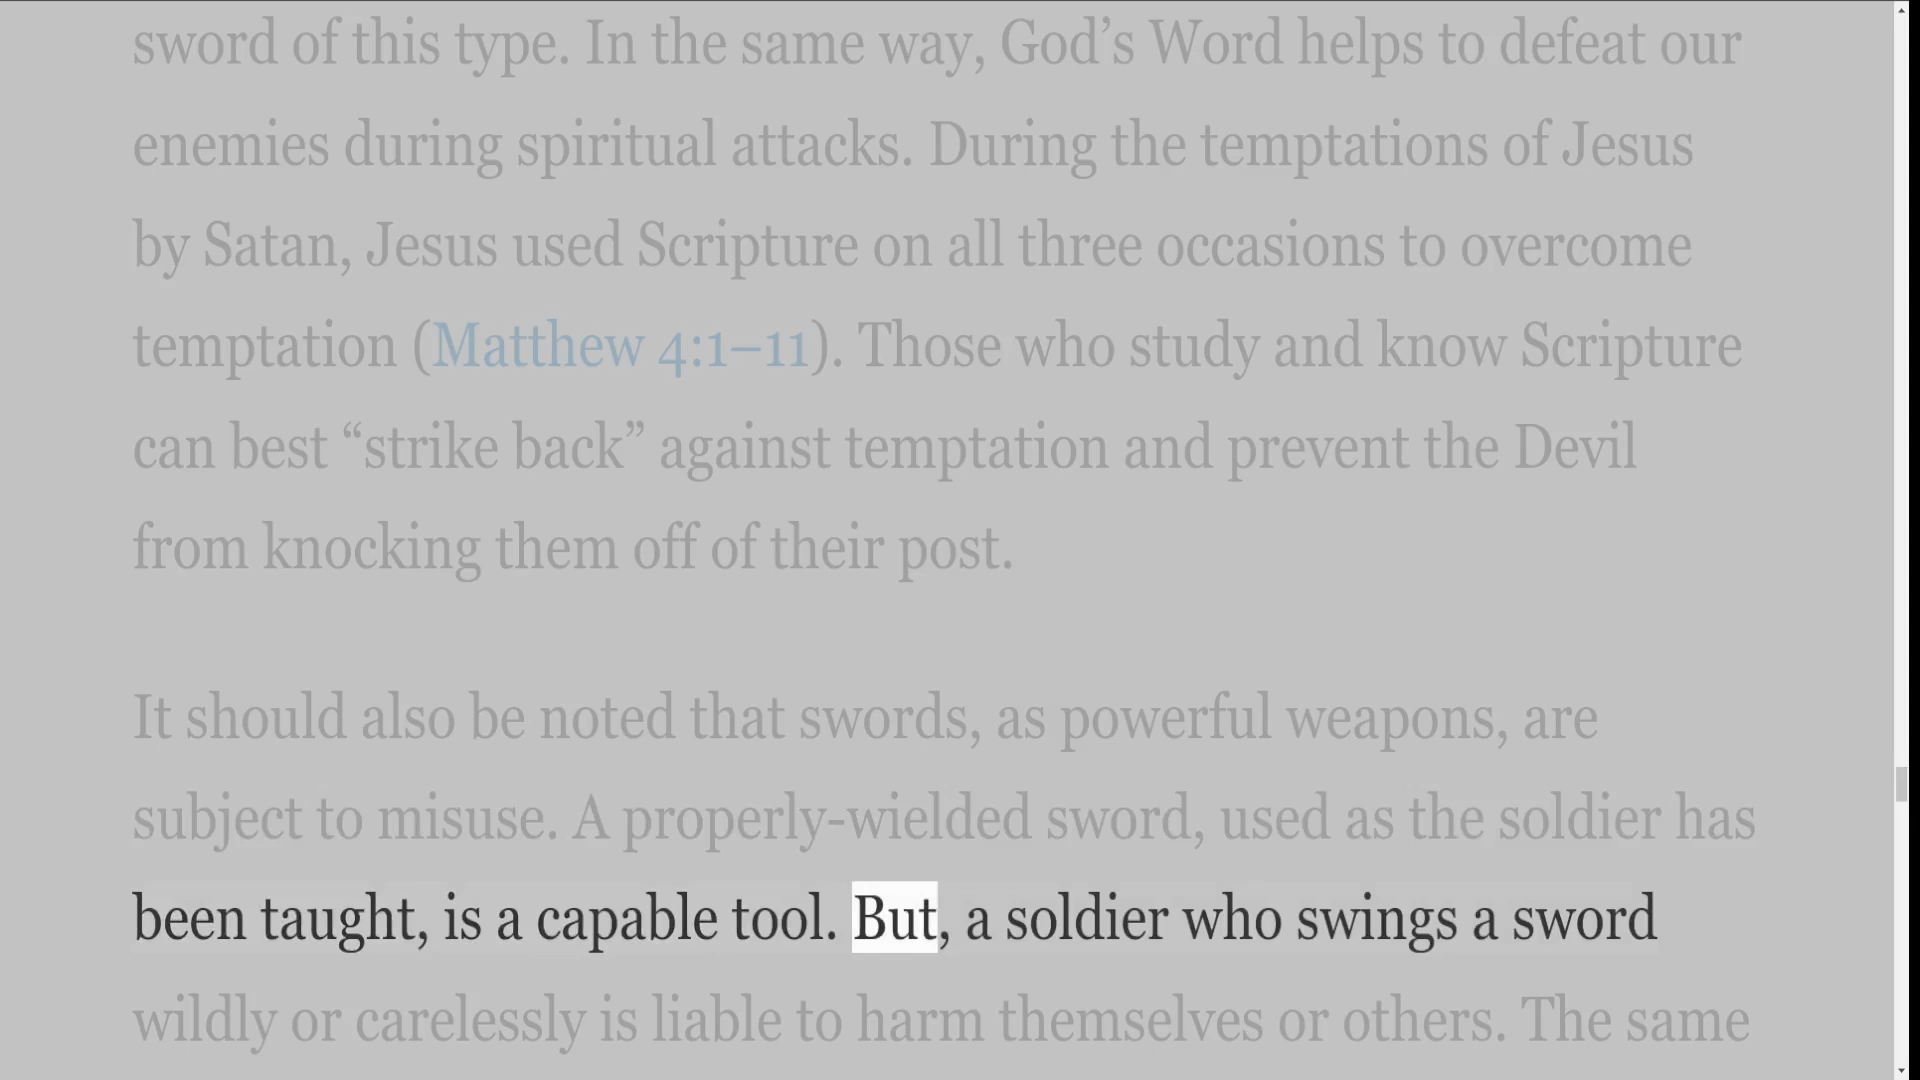 sword of this type. In the same way, God’s Word helps to defeat our
enemies during spiritual attacks. During the temptations of Jesus
by Satan, Jesus used Scripture on all three occasions to overcome
temptation (Matthew 4:1–11). Those who study and know Scripture
can best “strike back” against temptation and prevent the Devil
from knocking them off of their post.
It should also be noted that swords, as powerful weapons, are
subject to misuse. A properly-wielded sword, used as the soldier has
been taught, is a capable tool. But, a soldier who swings a sword
wildly or carelessly is liable to harm themselves or others. The same